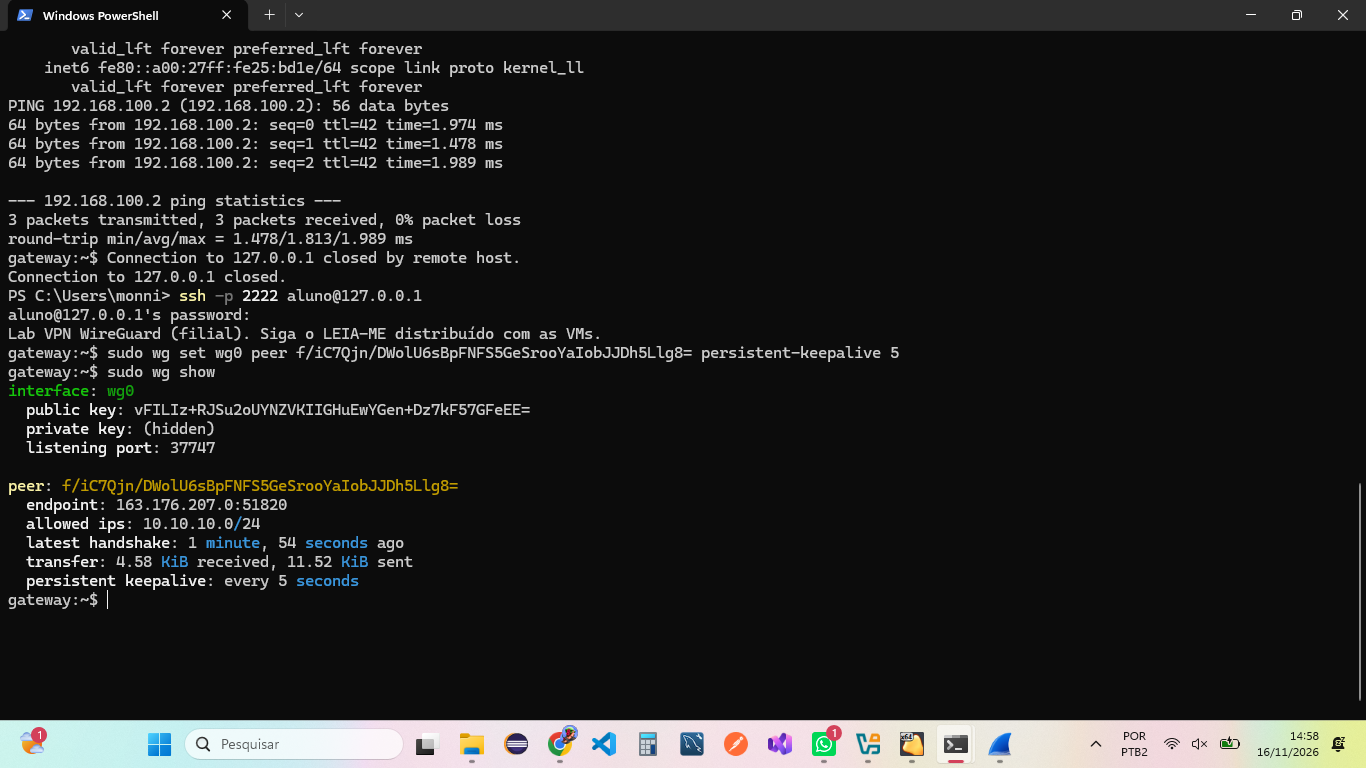 Windows PowerShell
valid_lft forever preferred_lft forever
inet6 fe80::a00:27ff:fe25:bd1e/64 scope link proto kernel_ll
valid_lft forever preferred_lft forever
PING 192.168.100.2 (192.168.100.2): 56 data bytes
64 bytes from 192.168.100.2: seq=0 ttl=42 time=1.974 ms
64 bytes from 192.168.100.2: seq=1 ttl=42 time=1.478 ms
64 bytes from 192.168.100.2: seq=2 ttl=42 time=1.989 ms
--- 192.168.100.2 ping statistics ---
3 packets transmitted, 3 packets received, 0% packet loss
round-trip min/avg/max = 1.478/1.813/1.989 ms
gateway:~$ Connection to 127.0.0.1 closed by remote host.
Connection to 127.0.0.1 closed.
PS C:\Users\monni> ssh -p 2222 aluno@127.0.0.1
aluno@127.0.0.1's password:
Lab VPN WireGuard (filial). Siga o LEIA-ME distribuído com as VMs.
gateway:~$ sudo wg set wg0 peer f/iC7Qjn/DWolU6sBpFNFS5GeSrooYaIobJJDh5Llg8= persistent-keepalive 5
gateway:~$ sudo wg show
interface: wg0
public key: vFILIz+RJSu2oUYNZVKIIGHuEwYGen+Dz7kF57GFeEE=
private key: (hidden)
listening port: 37747
peer: f/iC7Qjn/DWolU6sBpFNFS5GeSrooYaIobJJDh5Llg8=
endpoint: 163.176.207.0:51820
allowed ips: 10.10.10.0/24
latest handshake: 1 minute, 54 seconds ago
transfer: 4.58 KiB received, 11.52 KiB sent
persistent keepalive: every 5 seconds
gateway:~$
1
Pesquisar
1
x64
POR
PTB2
14:58
16/11/2026